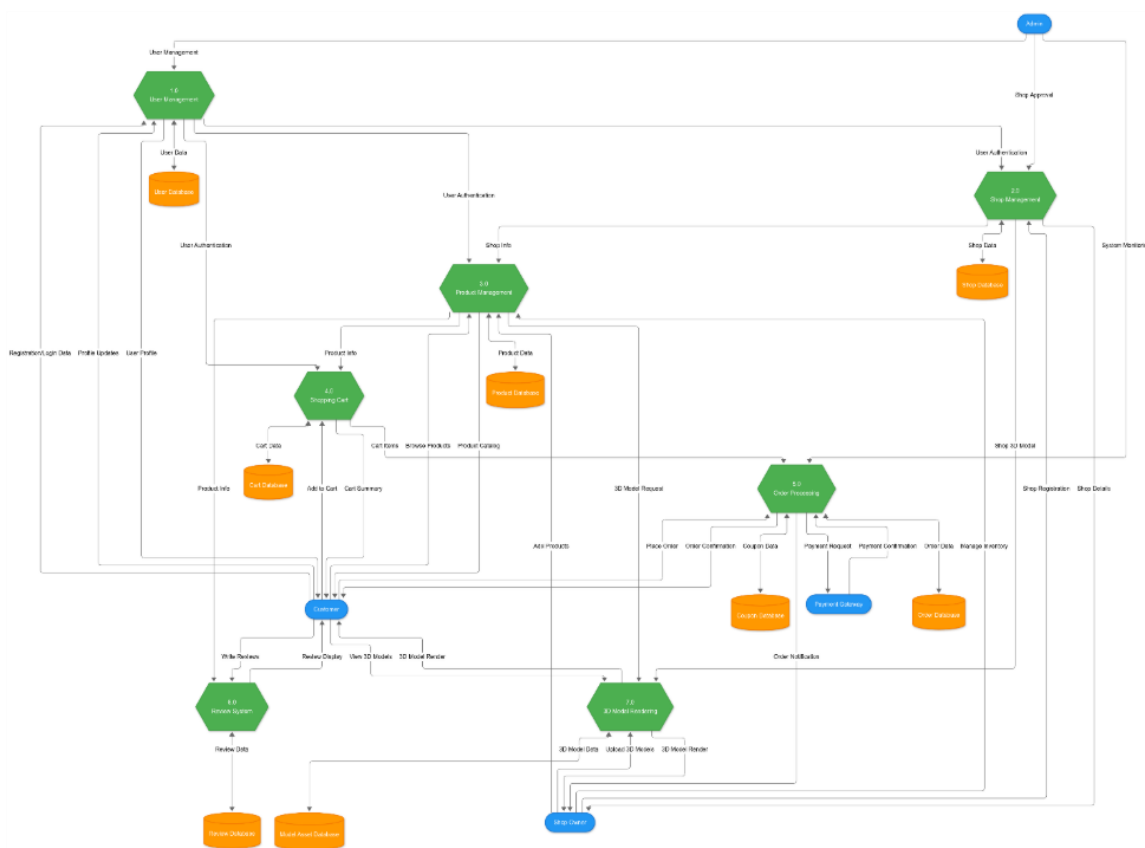 Admin
User Management
1.0
User Management
Shop Approval
User Data
User Authentication
User Database
User Authentication
Shop Management
User Authentication
Shop Info
Shop Data
System Monitorin
Product Management
Shop Database
Registration/Login Data
Profile Updates
User Profile
Product Info
Product Data
4.0
Shopping Cart
Product Database
Cart Data
Browse Products
Product Catalog
Cart Items
Shop 3D Model
Cart Database
Product Info
Add to Cart
Cart Summary
3D Model Request
5.0
Order Processing
Shop Registration
Shop Details
Add Products
Place Order
Order Confirmation
Coupon Data
Payment Request
Payment Confirmation
Order Data
Manage Inventory
Customer
Coupon Database
Payment Gateway
Order Database
Write Reviews
Review Display
View 3D Models
3D Model Render
Order Notification
6.0
Review System
7.0
3D Model Rendering
Review Data
3D Model Data
Upload 3D Models
3D Model Render
Review Database
Model Asset Database
Shop Owner